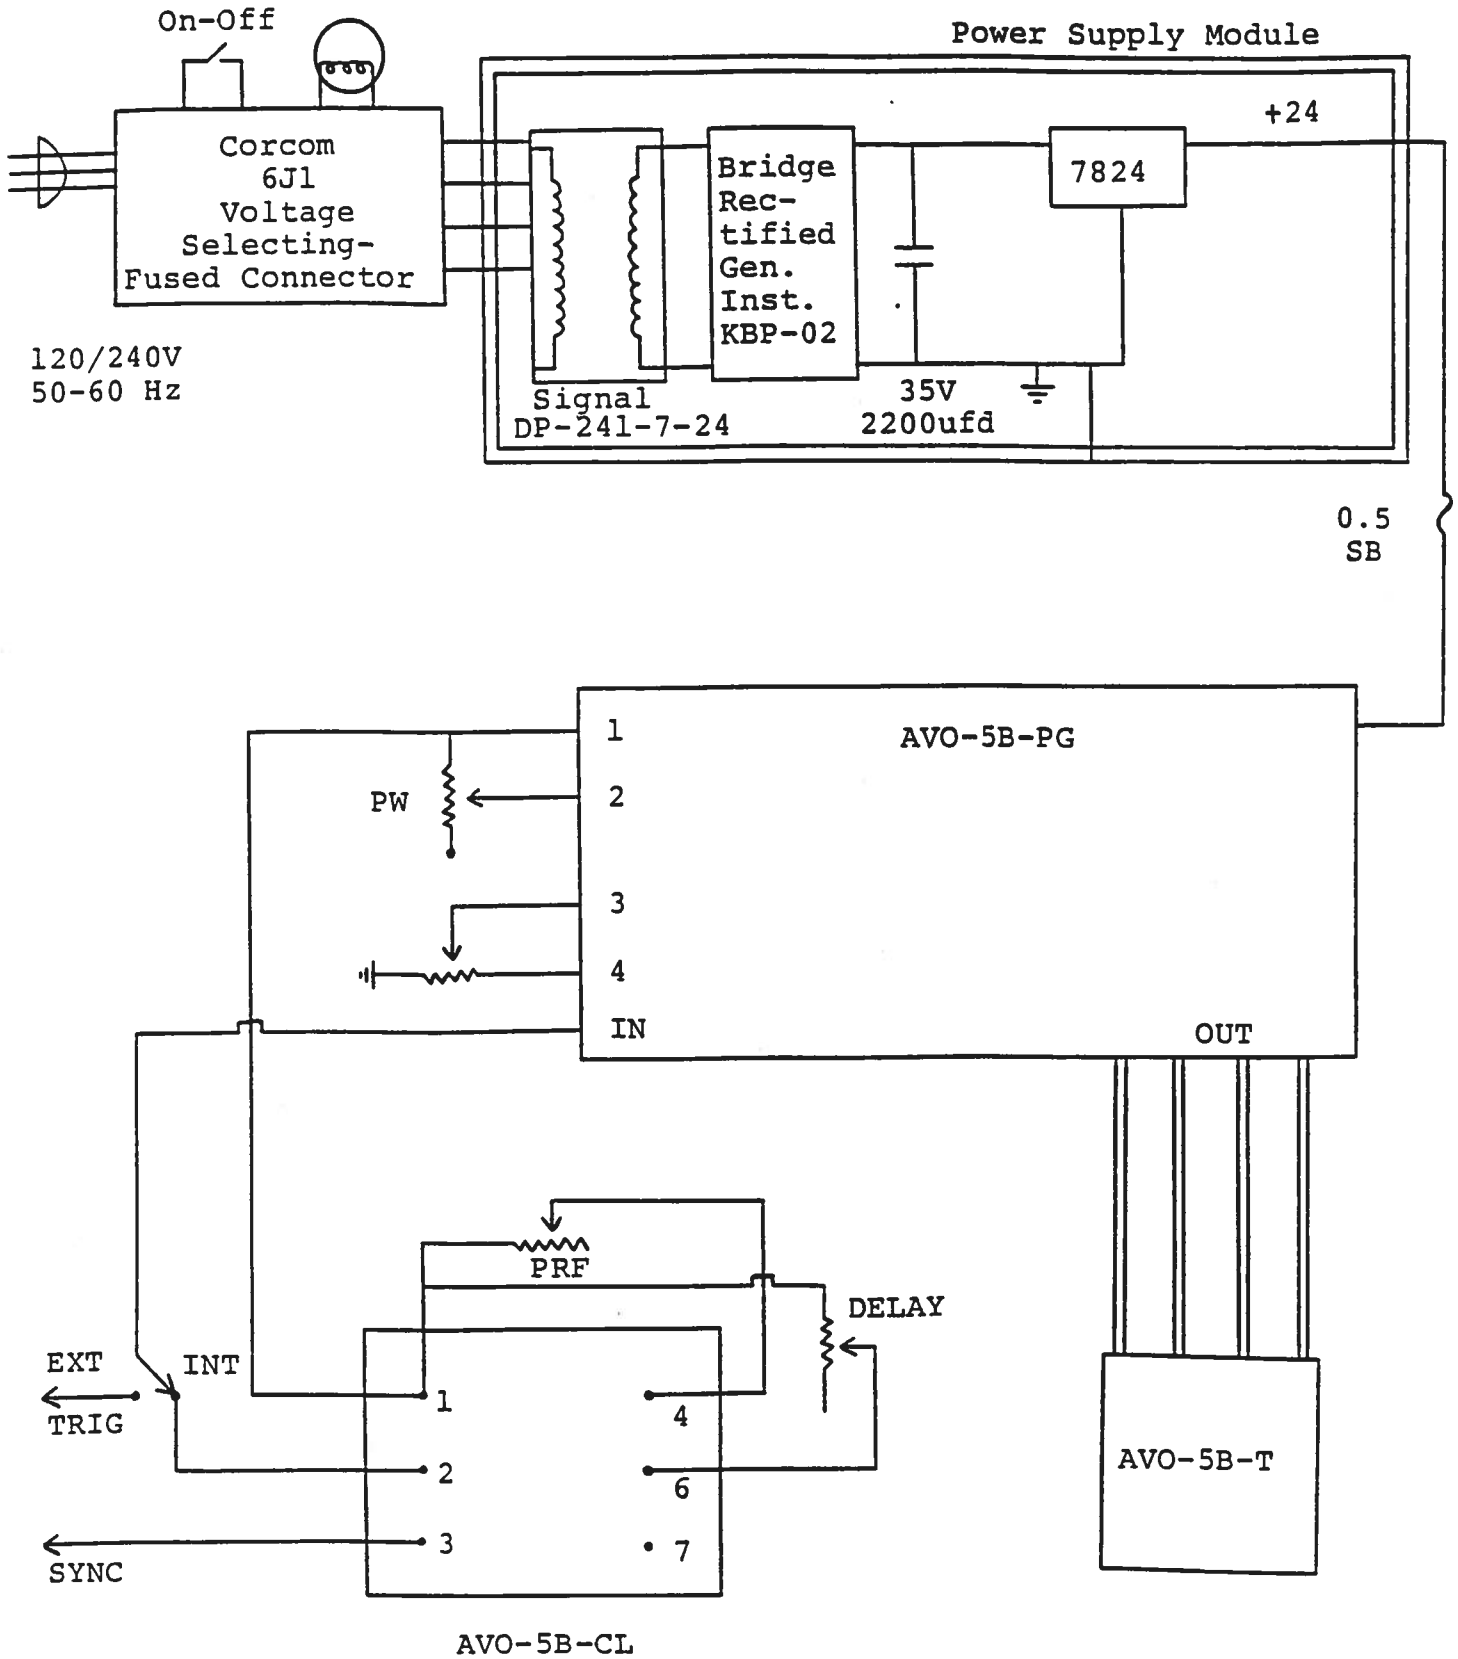 On-Off
Power Supply Module
Corcom
6J1
Voltage
Selecting-
Fused Connector
120/240V
50-60 Hz
Signal
DP-241-7-24
Bridge
Rec-
tified
Gen.
Inst.
KBP-02
35V
2200ufd
7824
+24
0.5
SB
AVO-5B-PG
1
PW
2
3
4
IN
OUT
PRF
DELAY
EXT
INT
TRIG
1
4
2
6
3
7
SYNC
AVO-5B-T
AVO-5B-CL